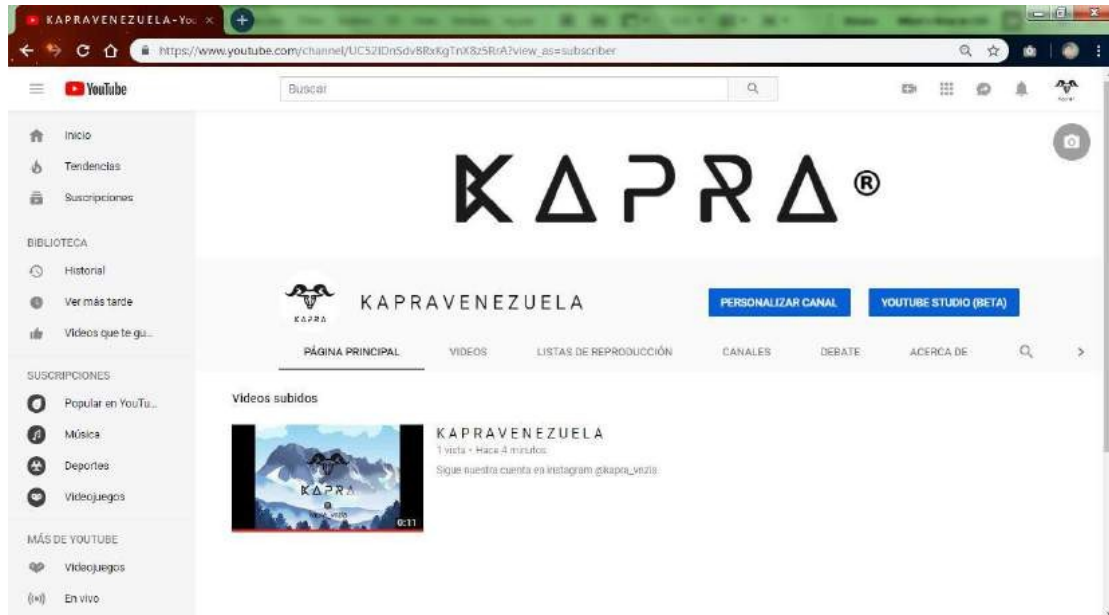 KAPRAVENEZUELA - You
https://www.youtube.com/channel/UC52IDnSdvBRxKgTnX8z5RrA?view_as=subscriber
YouTube
Buscar
Inicio
Tendencias
Suscripciones
BIBLIOTECA
Historial
Ver más tarde
Videos que te gu...
SUSCRIPCIONES
Popular en YouTu...
Música
Deportes
Videojuegos
MÁS DE YOUTUBE
Videojuegos
En vivo
KAPRA®
KAPRA
KAPRAVENEZUELA
PERSONALIZAR CANAL
YOUTUBE STUDIO (BETA)
PÁGINA PRINCIPAL VIDEOS LISTAS DE REPRODUCCIÓN CANALES DEBATE ACERCA DE
Videos subidos
KAPRA
0:11
KAPRAVENEZUELA
1 vista • Hace 4 minutos
Sigue nuestra cuenta en instagram @kapra_vnzla